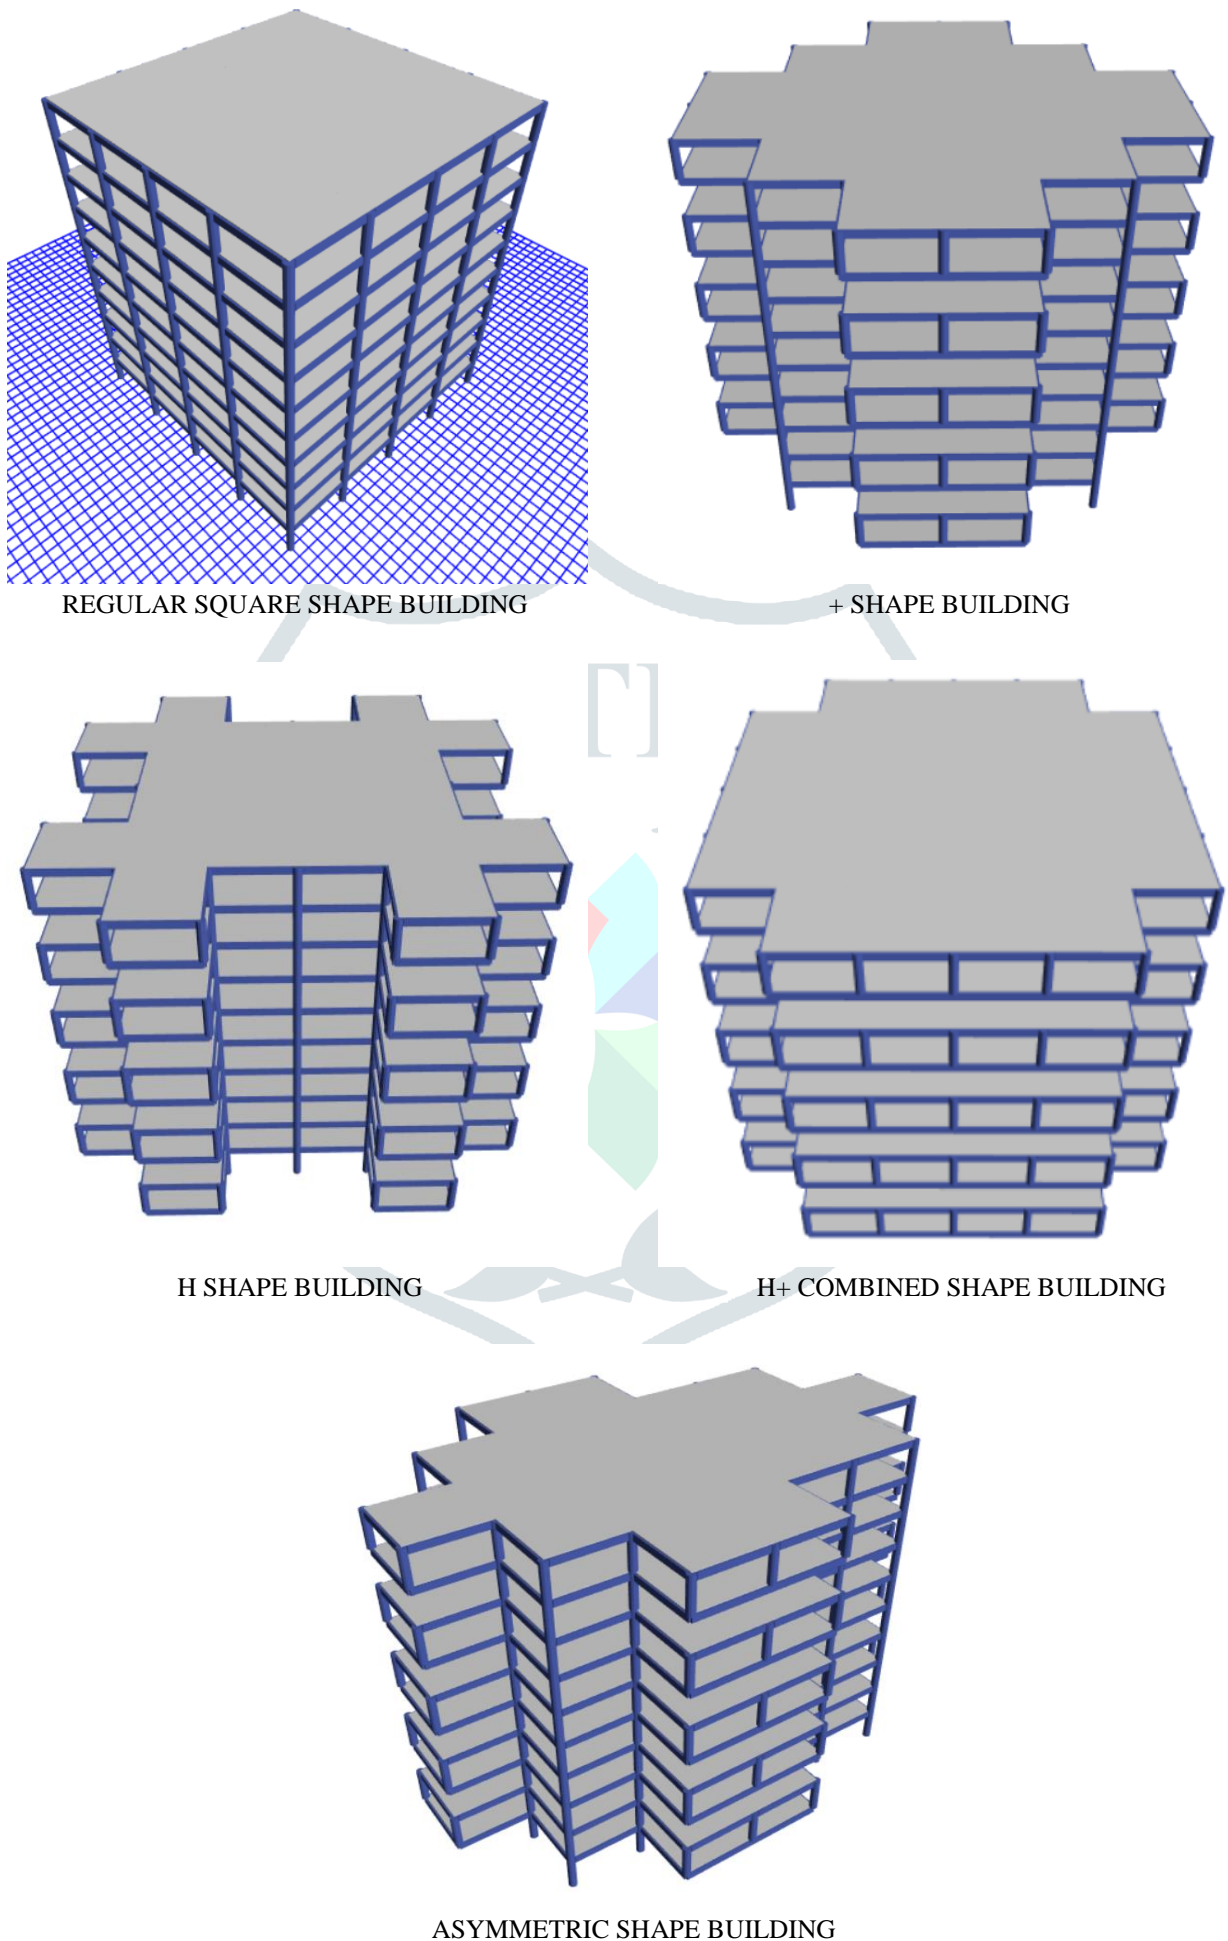 REGULAR SQUARE SHAPE BUILDING
+ SHAPE BUILDING
H SHAPE BUILDING
H+ COMBINED SHAPE BUILDING
ASYMMETRIC SHAPE BUILDING